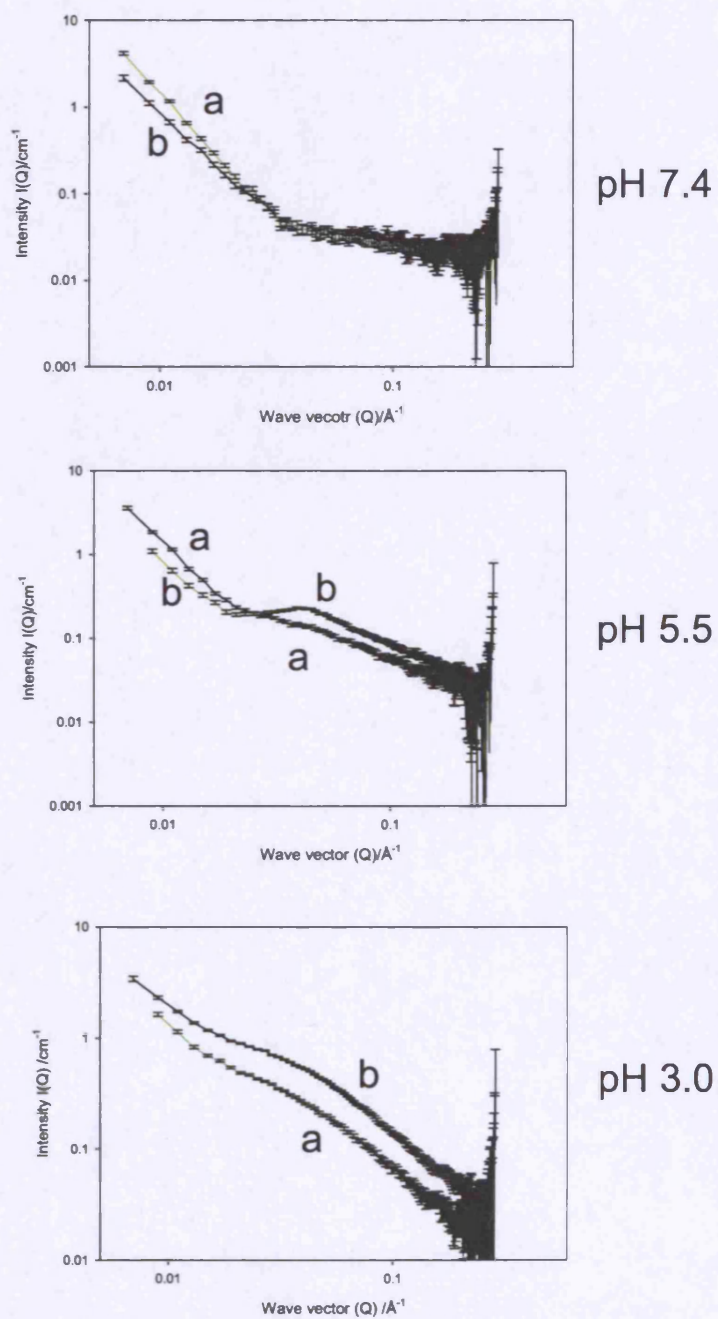 10
1
0.1
0.01
0.001
Intensity I(Q)/cm⁻¹
a
b
0.01
0.1
Wave vecotr (Q)/Å⁻¹
pH 7.4
10
1
0.1
0.01
0.001
Intensity I(Q)/cm⁻¹
a
b
b
a
0.01
0.1
Wave vector (Q)/Å⁻¹
pH 5.5
10
1
0.1
0.01
Intensity I(Q) /cm⁻¹
b
a
0.01
0.1
Wave vector (Q) /Å⁻¹
pH 3.0